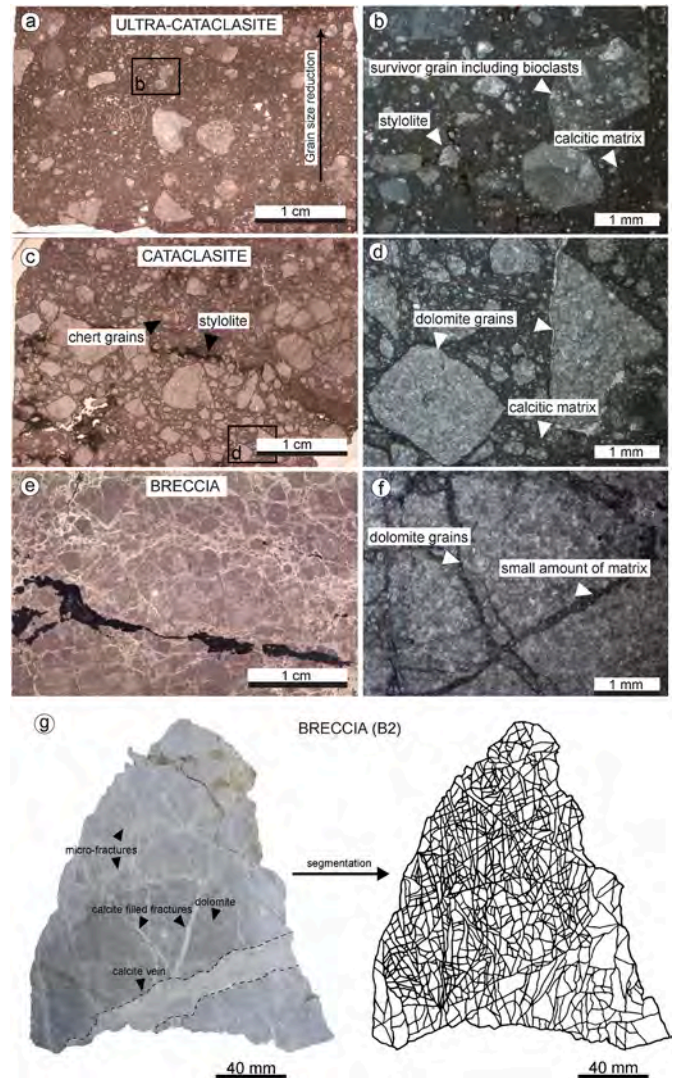 a
ULTRA-CATACLASITE
Grain size reduction
b
1 cm
b
survivor grain including bioclasts
stylolite
calcitic matrix
1 mm
c
CATACLASITE
chert grains
stylolite
d
1 cm
d
dolomite grains
calcitic matrix
1 mm
e
BRECCIA
1 cm
f
dolomite grains
small amount of matrix
1 mm
g
BRECCIA (B2)
micro-fractures
calcite filled fractures
dolomite
calcite vein
segmentation
40 mm
40 mm